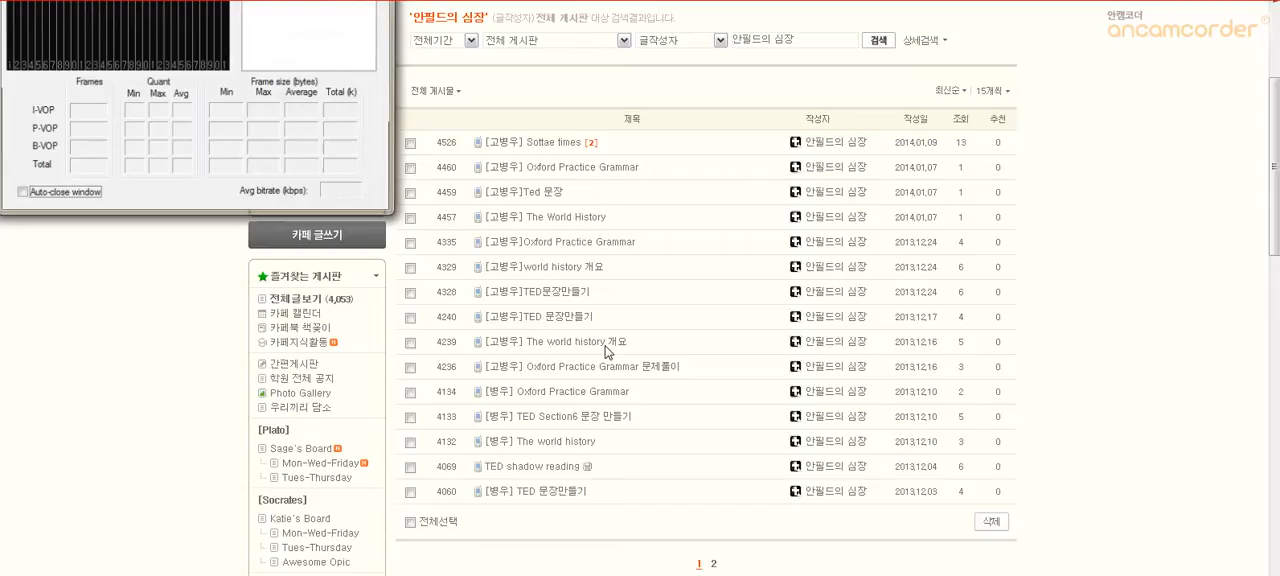 '안필드의 심장' (글작성자) 전체 게시판 대상 검색결과입니다.
안캠코더
ancamcorder
전체기간 전체 게시판 글작성자 안필드의 심장 검색 상세검색
전체 게시물 최신순 15개씩
제목 작성자 작성일 조회 추천
4526 [고병우] Sottae times [2] 안필드의 심장 2014.01.09 13 0
4460 [고병우] Oxford Practice Grammar 안필드의 심장 2014.01.07 1 0
4459 [고병우]Ted 문장 안필드의 심장 2014.01.07 1 0
4457 [고병우] The World History 안필드의 심장 2014.01.07 1 0
4335 [고병우]Oxford Practice Grammar 안필드의 심장 2013.12.24 4 0
4329 [고병우]world history 개요 안필드의 심장 2013.12.24 6 0
4328 [고병우]TED문장만들기 안필드의 심장 2013.12.24 6 0
4240 [고병우]TED 문장만들기 안필드의 심장 2013.12.17 4 0
4239 [고병우] The world history 개요 안필드의 심장 2013.12.16 5 0
4236 [고병우] Oxford Practice Grammar 문제풀이 안필드의 심장 2013.12.16 3 0
4134 [병우] Oxford Practice Grammar 안필드의 심장 2013.12.10 2 0
4133 [병우] TED Section6 문장 만들기 안필드의 심장 2013.12.10 5 0
4132 [병우] The world history 안필드의 심장 2013.12.10 3 0
4069 TED shadow reading 안필드의 심장 2013.12.04 6 0
4060 [병우] TED 문장만들기 안필드의 심장 2013.12.03 4 0
전체선택 삭제
1 2
Frames Quant Frame size (bytes)
Min Max Avg Min Max Average Total (k)
I-VOP
P-VOP
B-VOP
Total
Auto-close window Avg bitrate (kbps):
카페 글쓰기
즐겨찾는 게시판
전체글보기 (4,053)
카페 캘린더
카페북 책꽂이
카페지식활동
간편게시판
학원 전체 공지
Photo Gallery
우리끼리 담소
[Plato]
Sage's Board
Mon-Wed-Friday
Tues-Thursday
[Socrates]
Katie's Board
Mon-Wed-Friday
Tues-Thursday
Awesome Opic